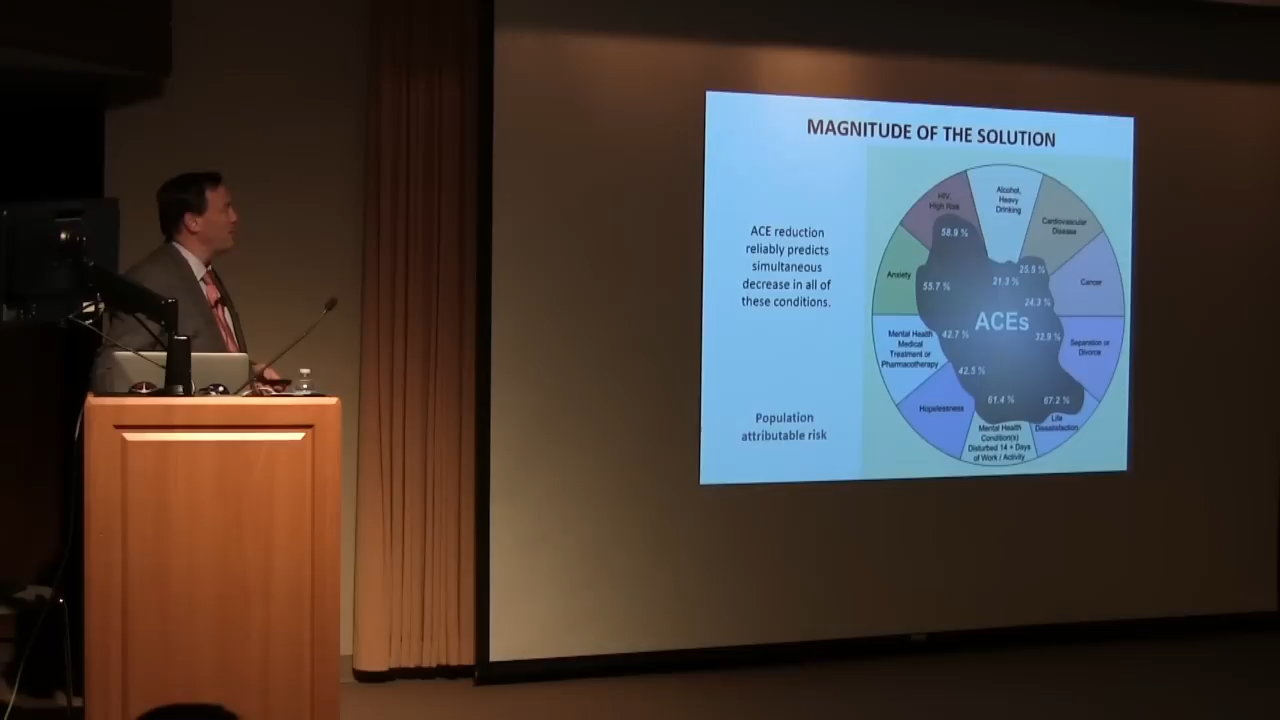 MAGNITUDE OF THE SOLUTION
ACE reduction
reliably predicts
simultaneous
decrease in all of
these conditions.
Population
attributable risk
HIV,
High Risk
58.9 %
Alcohol,
Heavy
Drinking
21.3 %
Cardiovascular
Disease
25.5 %
Cancer
24.3 %
Separation or
Divorce
32.9 %
Life
Dissatisfaction
67.2 %
Mental Health
Condition(s)
Disturbed 14 + Days
of Work / Activity
61.4 %
Hopelessness
42.5 %
Mental Health
Medical
Treatment or
Pharmacotherapy
42.7 %
Anxiety
55.7 %
ACEs